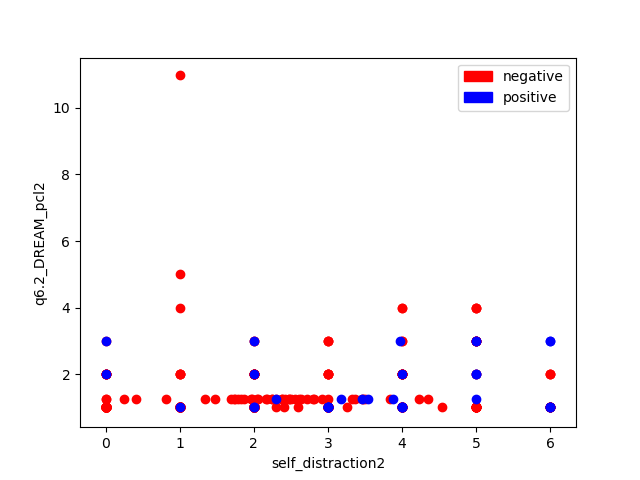 negative
positive
10
8
6
4
2
q6.2_DREAM_pcl2
0 1 2 3 4 5 6
self_distraction2